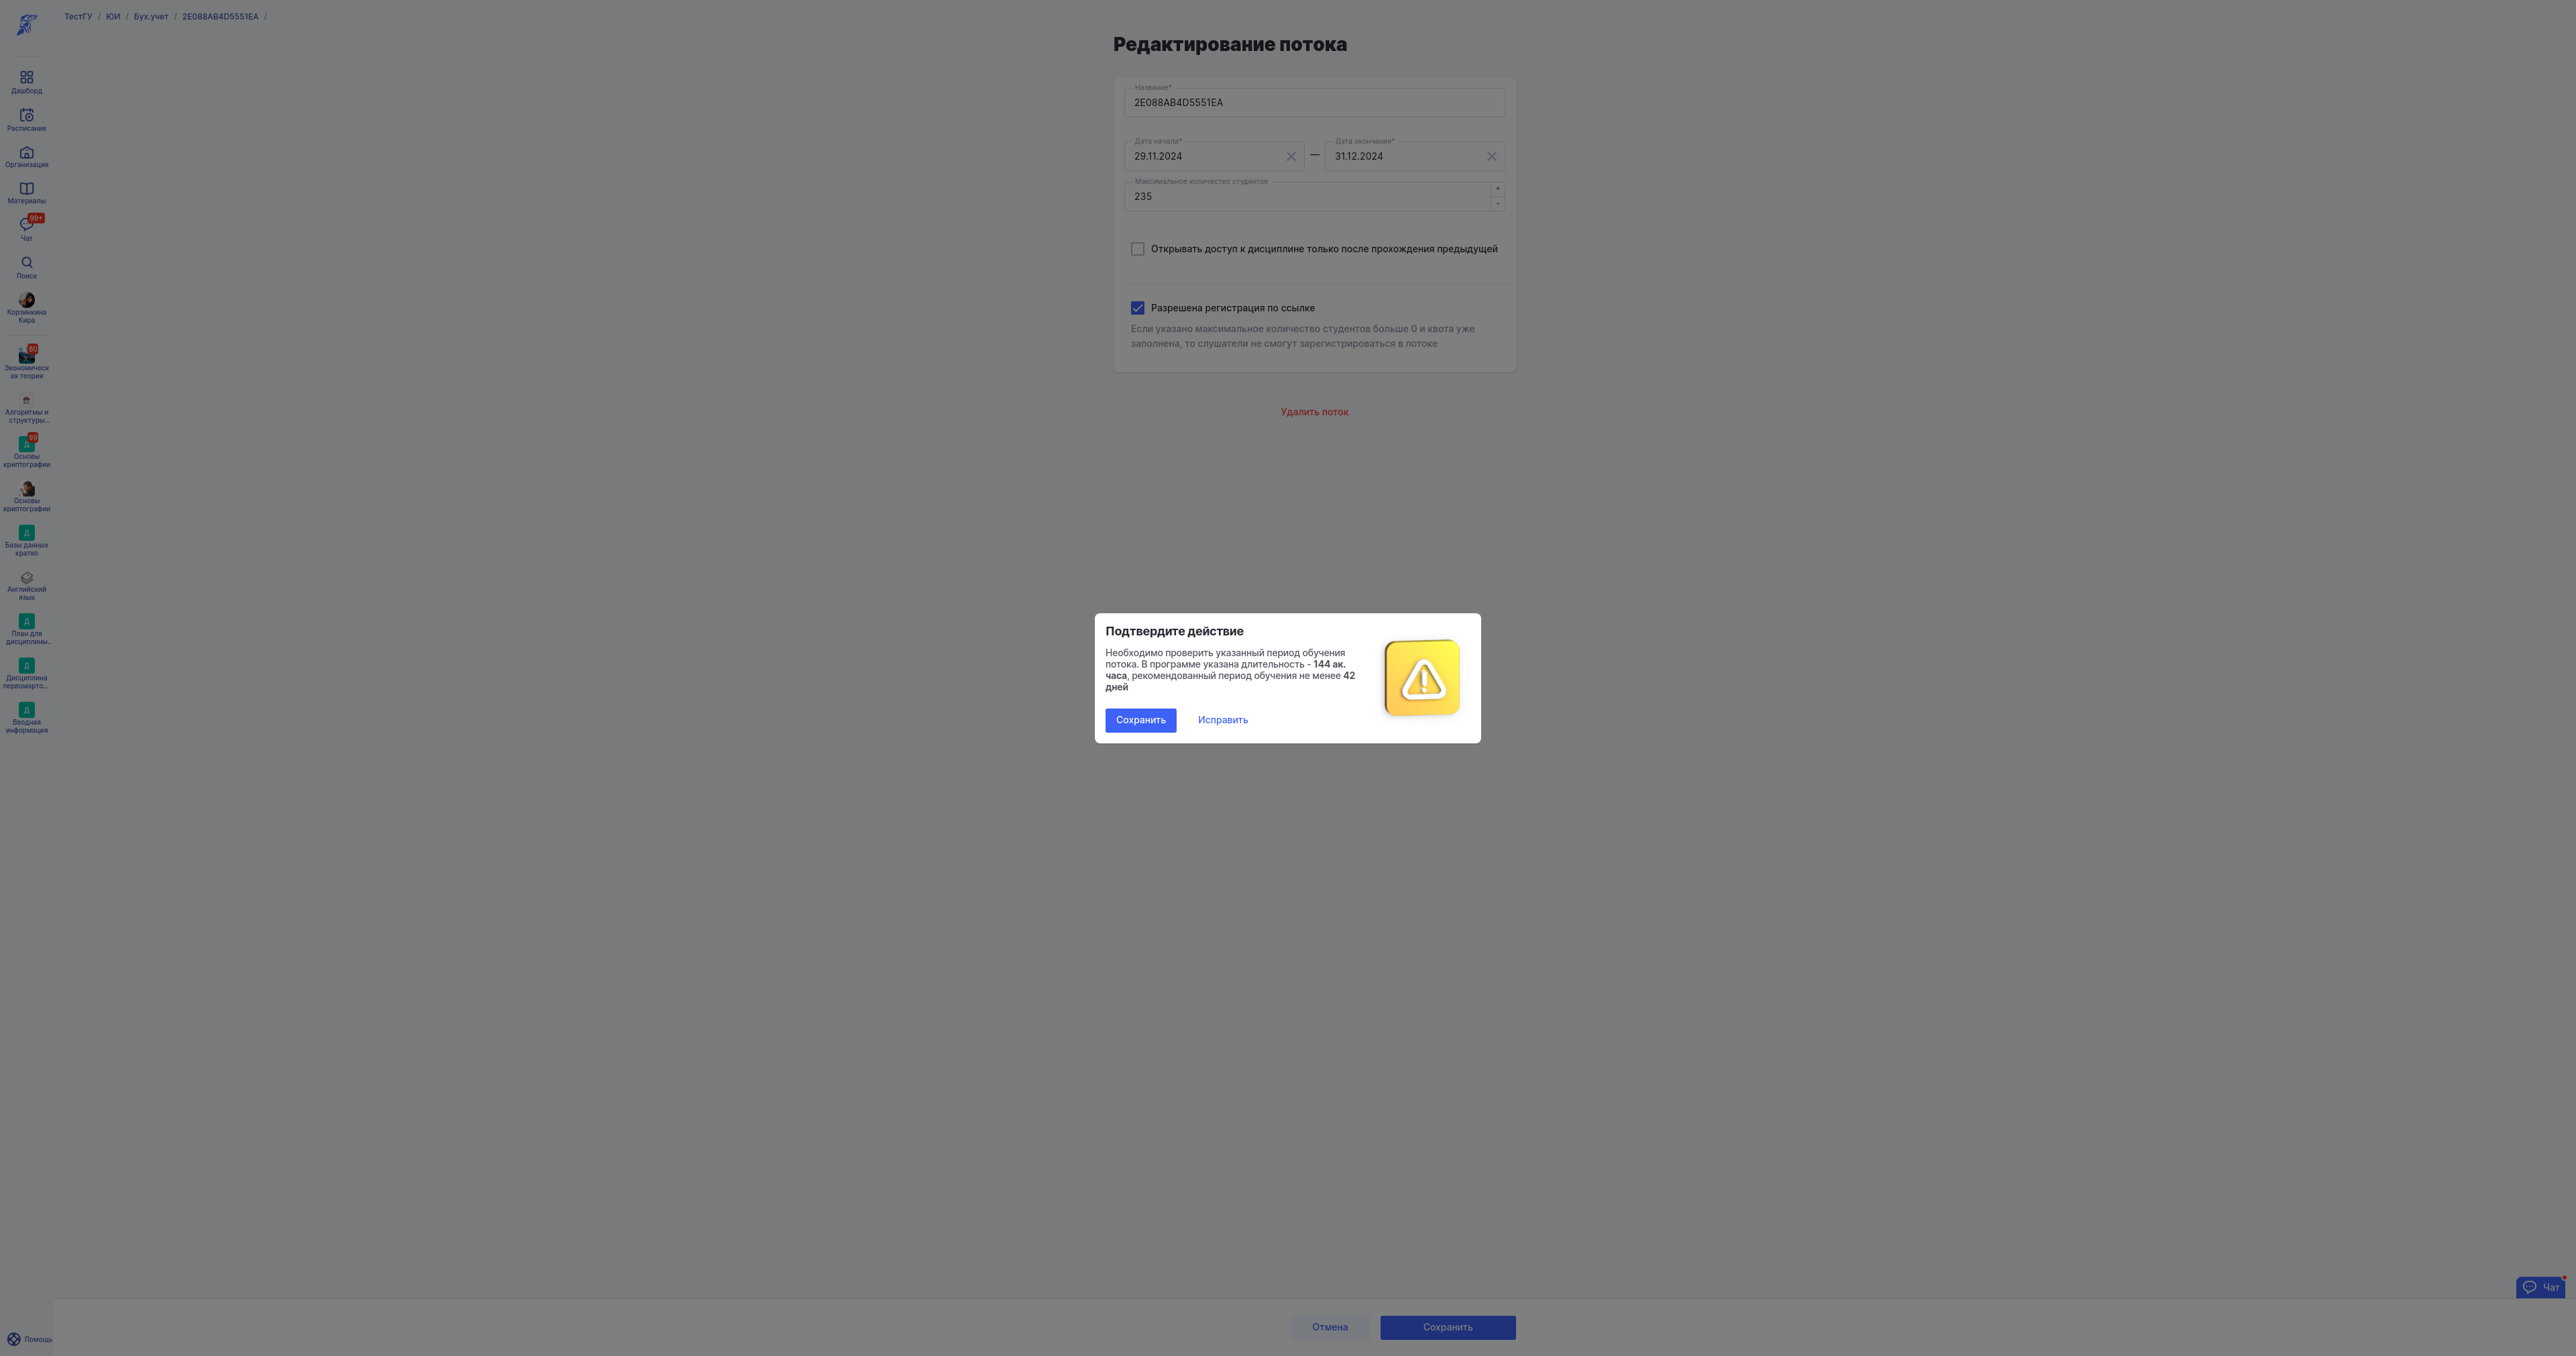 ТестГУ / ЮИ / Бух.учет / 2E088AB4D5551EA /
Редактирование потока
Дашборд
Расписание
Организация
Материалы
99+
Чат
Поиск
Корзинкина
Кира
80
Экономическ
ая теория
Алгоритмы и
структуры...
99
Д
Основы
криптографии
Основы
криптографии
Д
Базы данных
кратко
Английский
язык
Д
План для
дисциплины...
Д
Дисциплина
первомарто...
Д
Вводная
информация
Помощь
Название*
2E088AB4D5551EA
Дата начала*
29.11.2024
—
Дата окончания*
31.12.2024
Максимальное количество студентов
235
+
-
Открывать доступ к дисциплине только после прохождения предыдущей
Разрешена регистрация по ссылке
Если указано максимальное количество студентов больше 0 и квота уже
заполнена, то слушатели не смогут зарегистрироваться в потоке
Удалить поток
Подтвердите действие
Необходимо проверить указанный период обучения
потока. В программе указана длительность - 144 ак.
часа, рекомендованный период обучения не менее 42
дней
Сохранить
Исправить
Чат
Отмена
Сохранить